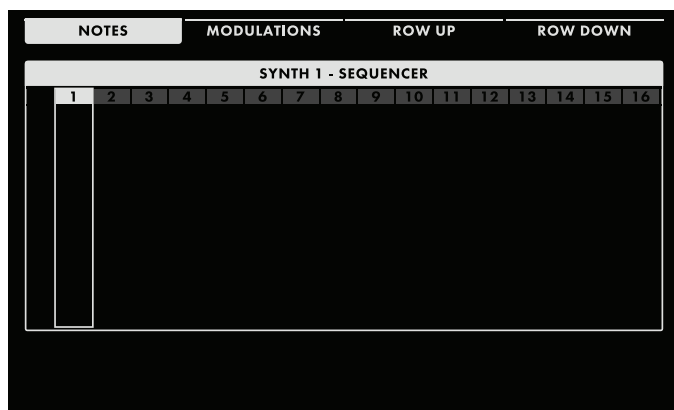 NOTES MODULATIONS ROW UP ROW DOWN
SYNTH 1 - SEQUENCER
1 2 3 4 5 6 7 8 9 10 11 12 13 14 15 16